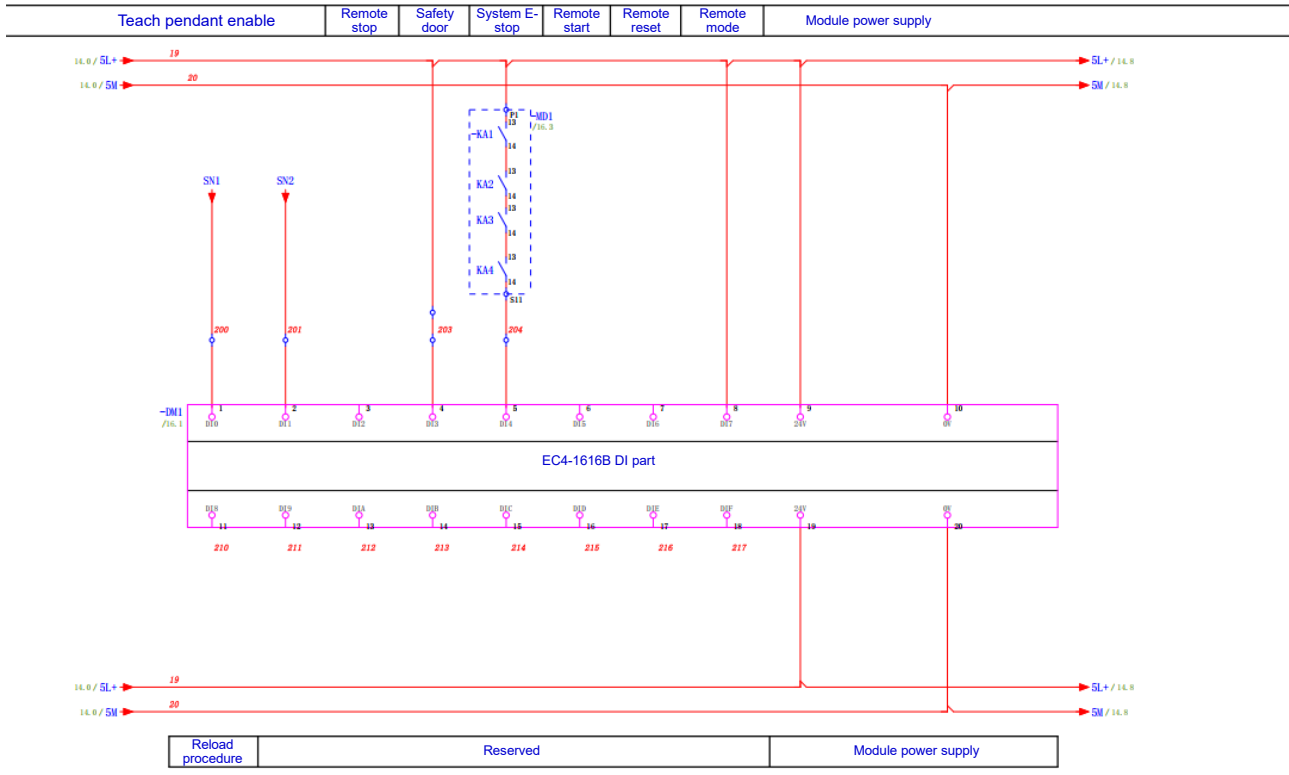 Teach pendant enable
Remote stop
Safety door
System E-stop
Remote start
Remote reset
Remote mode
Module power supply
14.0/ 5L+
19
5L+ /14.8
14.0/ 5M
20
5M /14.8
P1
13
-MD1
/16.3
-KA1
14
13
KA2
14
13
KA3
14
13
KA4
14
S11
SN1
SN2
200
201
203
204
-DM1
/16.1
1
2
3
4
5
6
7
8
9
10
DI0
DI1
DI2
DI3
DI4
DI5
DI6
DI7
24V
0V
EC4-1616B DI part
DI8
DI9
DIA
DIB
DIC
DID
DIE
DIF
24V
0V
11
12
13
14
15
16
17
18
19
20
210
211
212
213
214
215
216
217
14.0/ 5L+
19
5L+ /14.8
14.0/ 5M
20
5M /14.8
Reload
procedure
Reserved
Module power supply